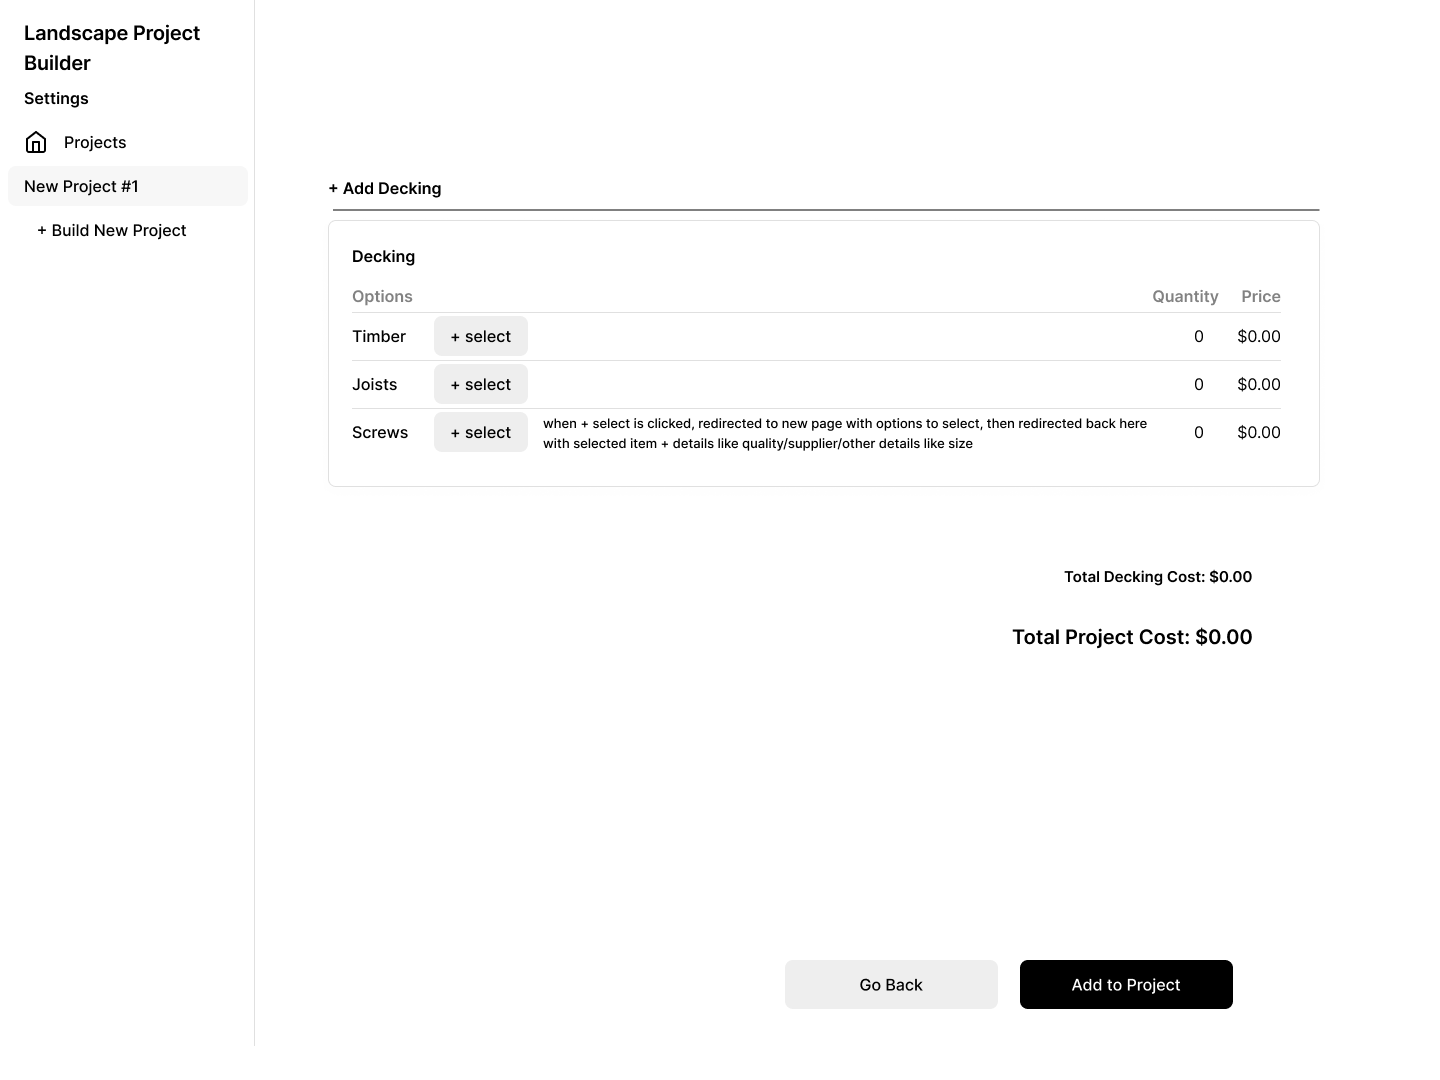 Landscape Project
Builder
Settings
Projects
New Project #1
+ Build New Project
+ Add Decking
Decking
Options Quantity Price
Timber + select 0 $0.00
Joists + select 0 $0.00
Screws + select when + select is clicked, redirected to new page with options to select, then redirected back here 0 $0.00
with selected item + details like quality/supplier/other details like size
Total Decking Cost: $0.00
Total Project Cost: $0.00
Go Back Add to Project